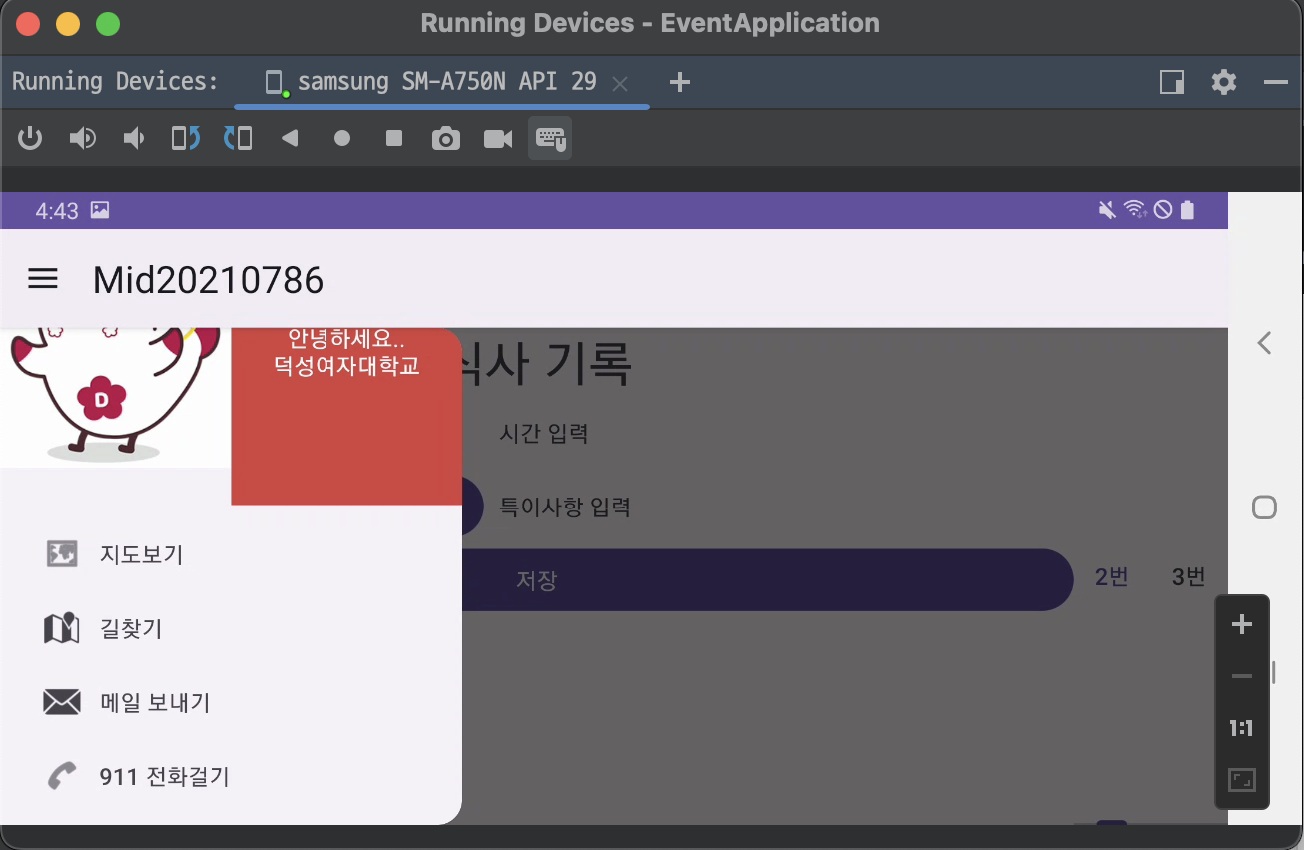 Running Devices - EventApplication
Running Devices: samsung SM-A750N API 29
4:43
Mid20210786
안녕하세요..
덕성여자대학교
식사 기록
D
시간 입력
특이사항 입력
지도보기
저장 2번 3번
길찾기
메일 보내기
1:1
911 전화걸기